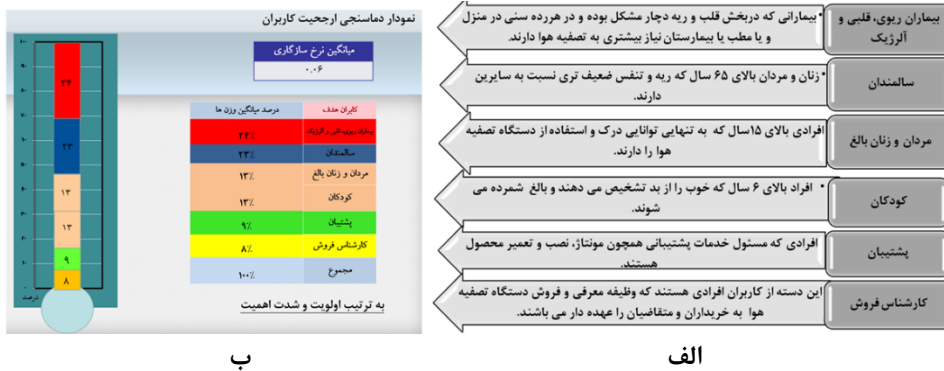 بیماران ریوی، قلبی و آلرژیک
• بیمارانی که دربخش قلب و ریه دچار مشکل بوده و در هررده سنی در منزل
و یا مطب یا بیمارستان نیاز بیشتری به تصفیه هوا دارند.
سالمندان
• زنان و مردان بالای ۶۵ سال که ریه و تنفس ضعیف تری نسبت به سایرین
دارند.
مردان و زنان بالغ
افرادی بالای ۱۵سال که به تنهایی توانایی درک و استفاده از دستگاه تصفیه
هوا را دارند.
کودکان
• افراد بالای ۶ سال که خوب را از بد تشخیص می دهند و بالغ شمرده می
شوند.
پشتیبان
افرادی که مسئول خدمات پشتیبانی همچون مونتاژ، نصب و تعمیر محصول
هستند.
کارشناس فروش
این دسته از کاربران افرادی هستند که وظیفه معرفی و فروش دستگاه تصفیه
هوا به خریداران و متقاضیان را عهده دار می باشند.
الف
نمودار دماسنجی ارجحیت کاربران
میانگین نرخ سازگاری
۰.۰۶
کابران هدف درصد میانگین وزن ها
بیماران ریوی، قلبی و آلرژیک ۳۴٪
سالمندان ۲۳٪
مردان و زنان بالغ ۱۳٪
کودکان ۱۳٪
پشتیبان ۹٪
کارشناس فروش ۸٪
مجموع ۱۰۰٪
به ترتیب اولویت و شدت اهمیت
۳۴
۲۳
۱۳
۱۳
۹
۸
درصد
ب